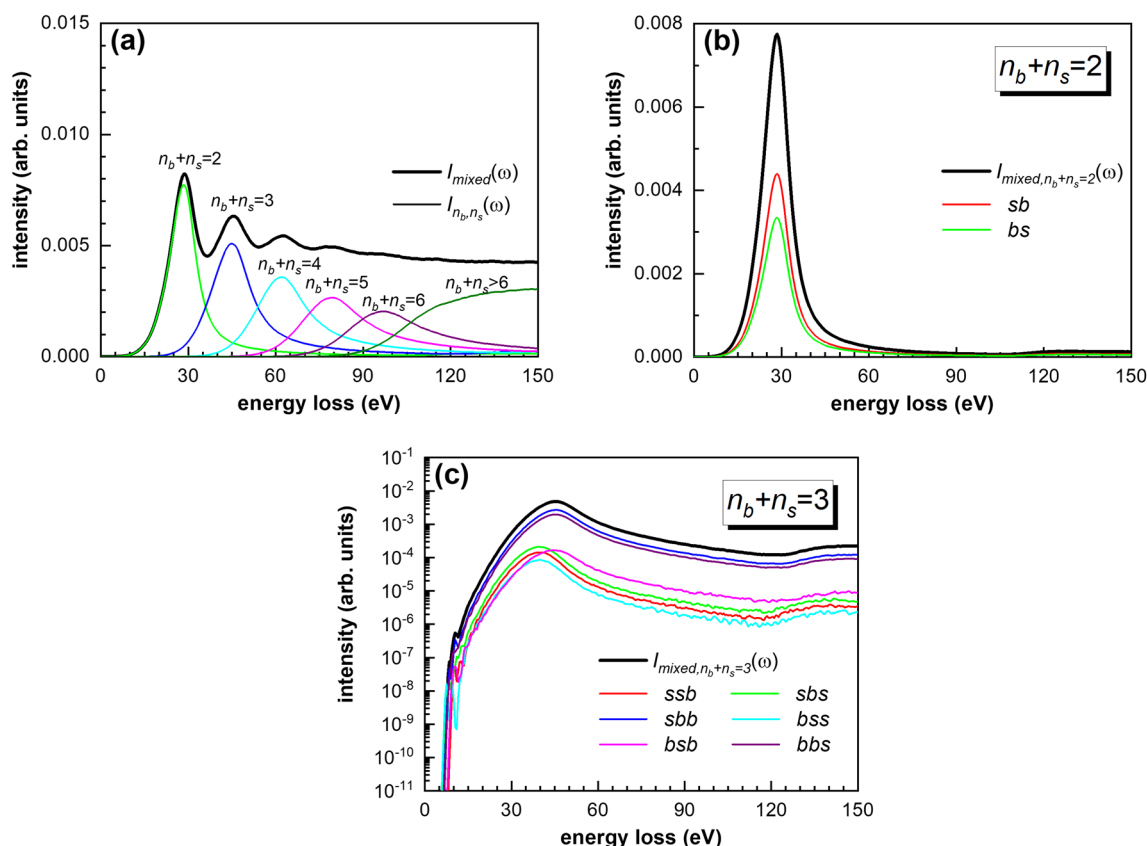 (a)
intensity (arb. units)
0.015
0.010
0.005
0.000
n_b+n_s=2
n_b+n_s=3
n_b+n_s=4
n_b+n_s=5
n_b+n_s=6
n_b+n_s>6
I_mixed(ω)
I_{n_b,n_s}(ω)
0 30 60 90 120 150
energy loss (eV)
(b)
n_b+n_s=2
intensity (arb. units)
0.008
0.006
0.004
0.002
0.000
I_{mixed,n_b+n_s=2}(ω)
sb
bs
0 30 60 90 120 150
energy loss (eV)
(c)
n_b+n_s=3
intensity (arb. units)
10^-1
10^-2
10^-3
10^-4
10^-5
10^-6
10^-7
10^-8
10^-9
10^-10
10^-11
I_{mixed,n_b+n_s=3}(ω)
ssb sbs
sbb bss
bsb bbs
0 30 60 90 120 150
energy loss (eV)